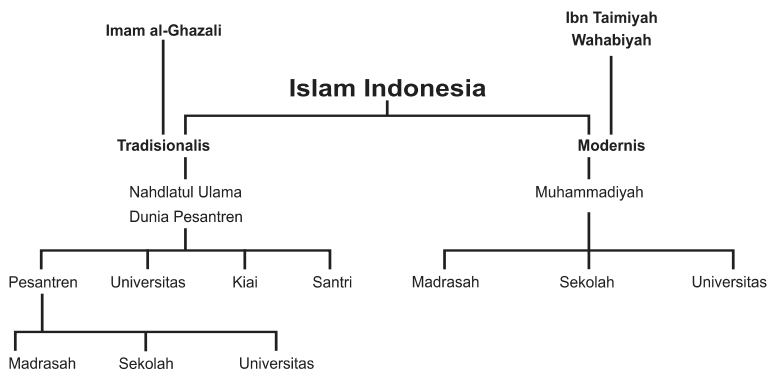 Imam al-Ghazali
Ibn Taimiyah
Wahabiyah
Islam Indonesia
Tradisionalis
Modernis
Nahdlatul Ulama
Dunia Pesantren
Muhammadiyah
Pesantren
Universitas
Kiai
Santri
Madrasah
Sekolah
Universitas
Madrasah
Sekolah
Universitas